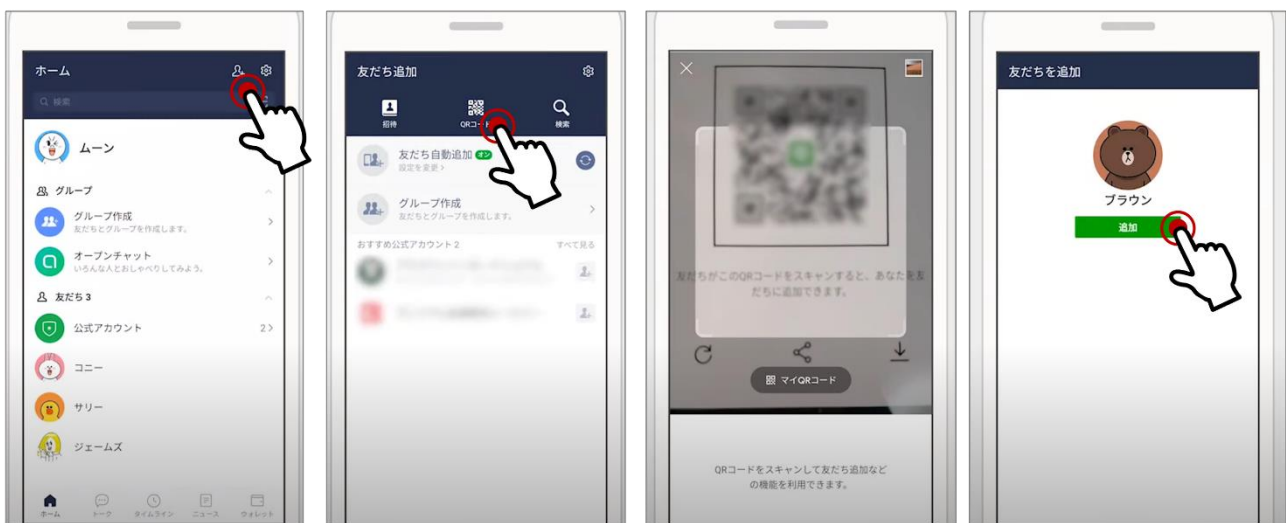 ホーム
検索
ムーン
グループ
グループ作成
友だちとグループを作成します。
オープンチャット
いろんな人とおしゃべりしてみよう。
友だち 3
公式アカウント
2
コニー
サリー
ジェームズ
ホーム
トーク
タイムライン
ニュース
ウォレット
友だち追加
招待
QRコード
検索
友だち自動追加 オン
設定を変更
グループ作成
友だちとグループを作成します。
おすすめ公式アカウント 2
すべて見る
友だちがこのQRコードをスキャンすると、あなたを友
だちに追加できます。
マイQRコード
QRコードをスキャンして友だち追加など
の機能を利用できます。
友だちを追加
ブラウン
追加